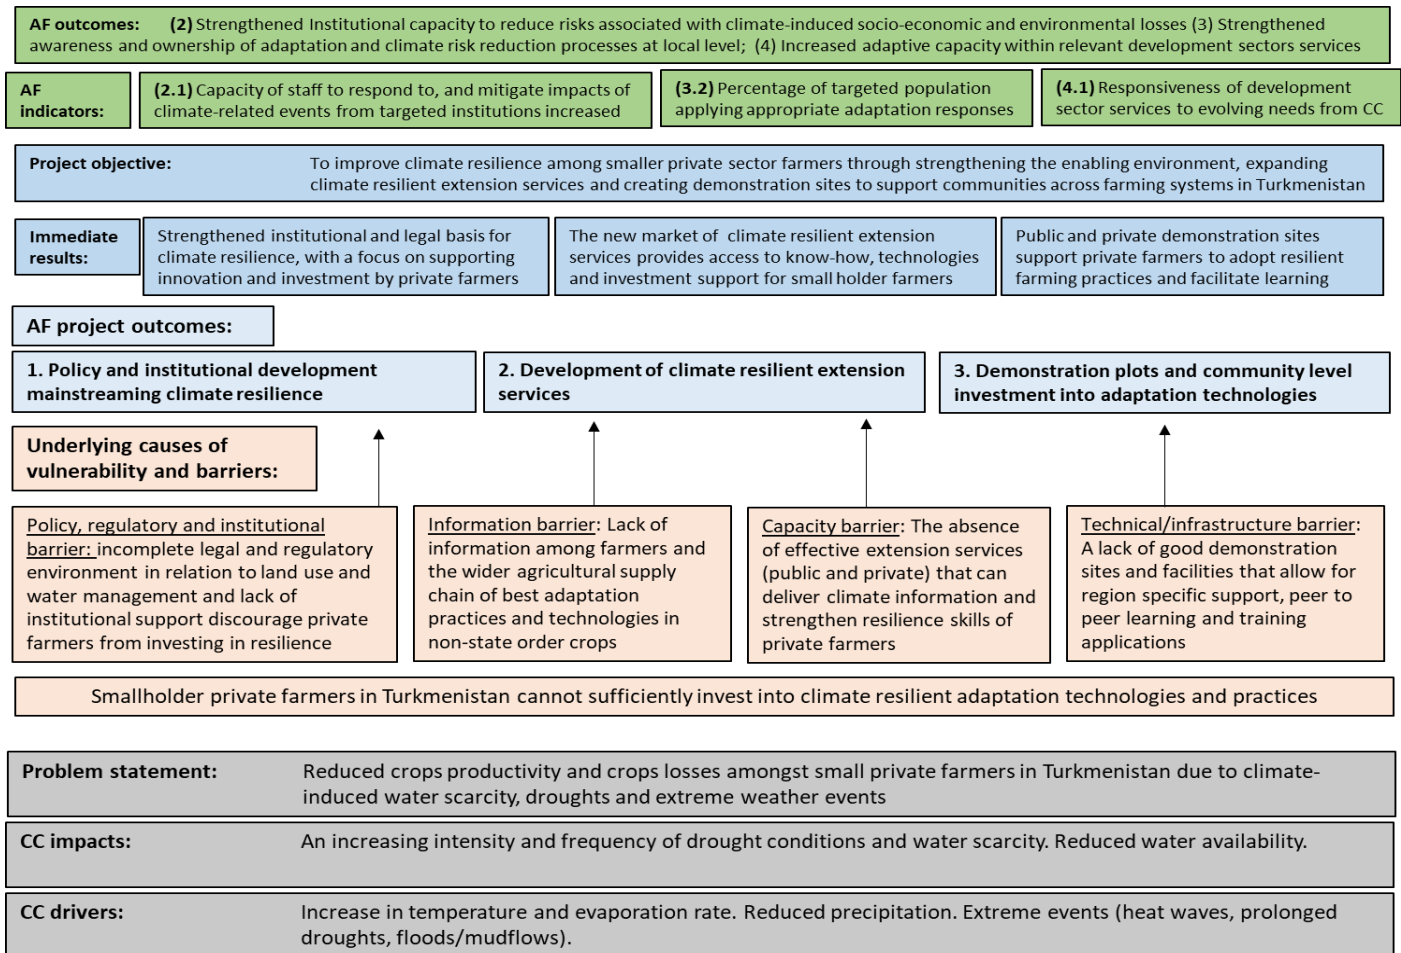 AF outcomes: (2) Strengthened Institutional capacity to reduce risks associated with climate-induced socio-economic and environmental losses (3) Strengthened
awareness and ownership of adaptation and climate risk reduction processes at local level; (4) Increased adaptive capacity within relevant development sectors services
AF
indicators:
(2.1) Capacity of staff to respond to, and mitigate impacts of
climate-related events from targeted institutions increased
(3.2) Percentage of targeted population
applying appropriate adaptation responses
(4.1) Responsiveness of development
sector services to evolving needs from CC
Project objective:
To improve climate resilience among smaller private sector farmers through strengthening the enabling environment, expanding
climate resilient extension services and creating demonstration sites to support communities across farming systems in Turkmenistan
Immediate
results:
Strengthened institutional and legal basis for
climate resilience, with a focus on supporting
innovation and investment by private farmers
The new market of climate resilient extension
services provides access to know-how, technologies
and investment support for small holder farmers
Public and private demonstration sites
support private farmers to adopt resilient
farming practices and facilitate learning
AF project outcomes:
1. Policy and institutional development
mainstreaming climate resilience
2. Development of climate resilient extension
services
3. Demonstration plots and community level
investment into adaptation technologies
Underlying causes of
vulnerability and barriers:
Policy, regulatory and institutional
barrier: incomplete legal and regulatory
environment in relation to land use and
water management and lack of
institutional support discourage private
farmers from investing in resilience
Information barrier: Lack of
information among farmers and
the wider agricultural supply
chain of best adaptation
practices and technologies in
non-state order crops
Capacity barrier: The absence
of effective extension services
(public and private) that can
deliver climate information and
strengthen resilience skills of
private farmers
Technical/infrastructure barrier:
A lack of good demonstration
sites and facilities that allow for
region specific support, peer to
peer learning and training
applications
Smallholder private farmers in Turkmenistan cannot sufficiently invest into climate resilient adaptation technologies and practices
Problem statement:
Reduced crops productivity and crops losses amongst small private farmers in Turkmenistan due to climate-
induced water scarcity, droughts and extreme weather events
CC impacts:
An increasing intensity and frequency of drought conditions and water scarcity. Reduced water availability.
CC drivers:
Increase in temperature and evaporation rate. Reduced precipitation. Extreme events (heat waves, prolonged
droughts, floods/mudflows).